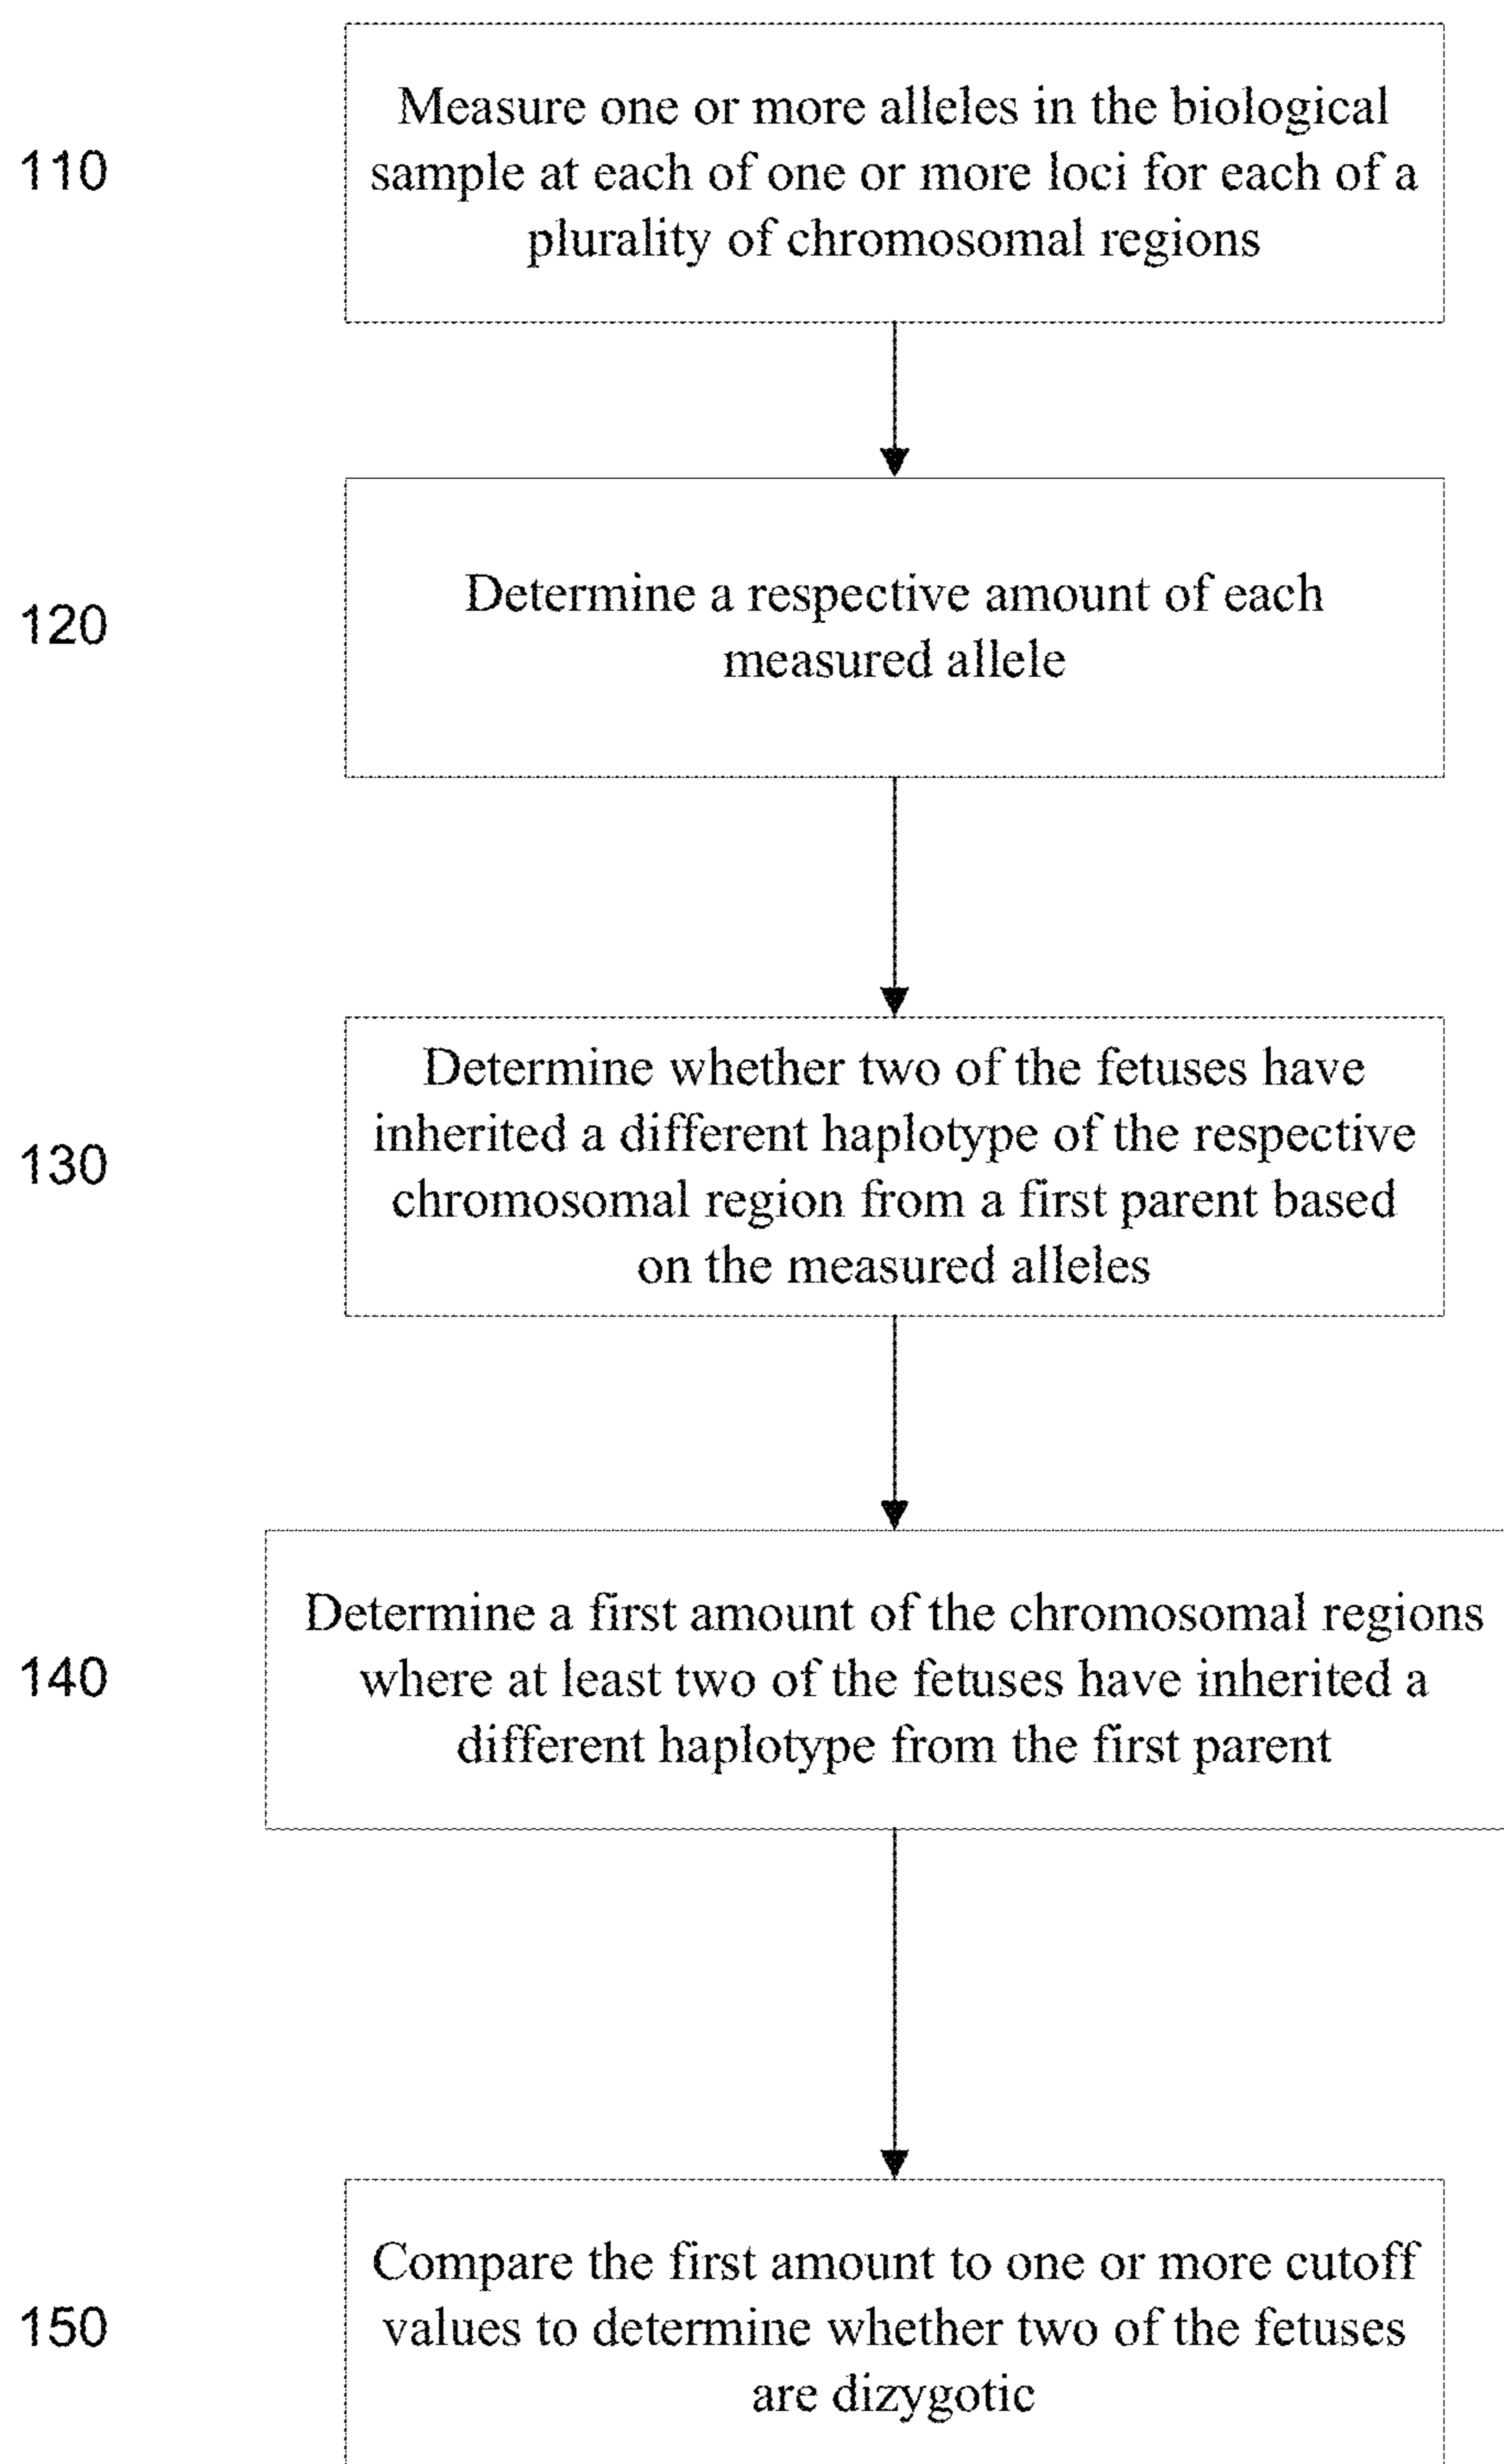 110
Measure one or more alleles in the biological
sample at each of one or more loci for each of a
plurality of chromosomal regions
120
Determine a respective amount of each
measured allele
130
Determine whether two of the fetuses have
inherited a different haplotype of the respective
chromosomal region from a first parent based
on the measured alleles
140
Determine a first amount of the chromosomal regions
where at least two of the fetuses have inherited a
different haplotype from the first parent
150
Compare the first amount to one or more cutoff
values to determine whether two of the fetuses
are dizygotic